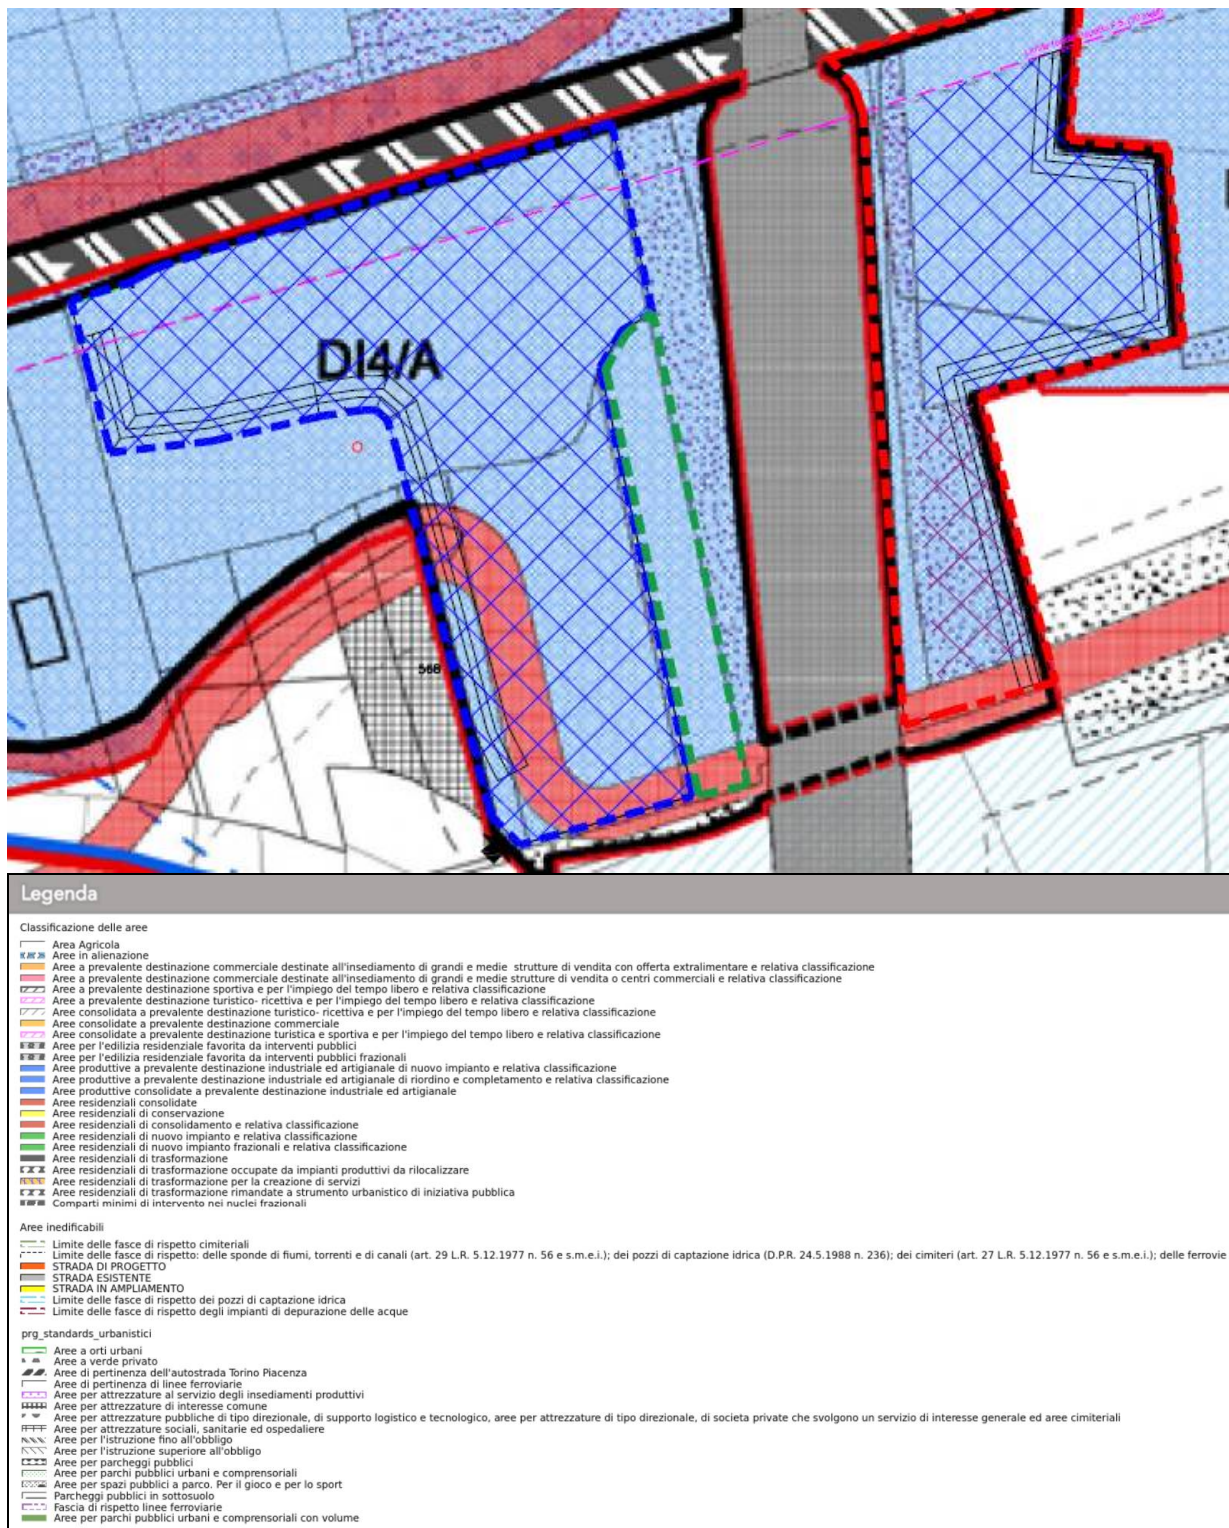 DI4/A
568
Legenda
Classificazione delle aree
Area Agricola
Aree in alienazione
Aree a prevalente destinazione commerciale destinate all'insediamento di grandi e medie strutture di vendita con offerta extralimentare e relativa classificazione
Aree a prevalente destinazione commerciale destinate all'insediamento di grandi e medie strutture di vendita o centri commerciali e relativa classificazione
Aree a prevalente destinazione sportiva e per l'impiego del tempo libero e relativa classificazione
Aree a prevalente destinazione turistico- ricettiva e per l'impiego del tempo libero e relativa classificazione
Aree consolidata a prevalente destinazione turistico- ricettiva e per l'impiego del tempo libero e relativa classificazione
Aree consolidate a prevalente destinazione commerciale
Aree consolidate a prevalente destinazione turistica e sportiva e per l'impiego del tempo libero e relativa classificazione
Aree per l'edilizia residenziale favorita da interventi pubblici
Aree per l'edilizia residenziale favorita da interventi pubblici frazionali
Aree produttive a prevalente destinazione industriale ed artigianale di nuovo impianto e relativa classificazione
Aree produttive a prevalente destinazione industriale ed artigianale di riordino e completamento e relativa classificazione
Aree produttive consolidate a prevalente destinazione industriale ed artigianale
Aree residenziali consolidate
Aree residenziali di conservazione
Aree residenziali di consolidamento e relativa classificazione
Aree residenziali di nuovo impianto e relativa classificazione
Aree residenziali di nuovo impianto frazionali e relativa classificazione
Aree residenziali di trasformazione
Aree residenziali di trasformazione occupate da impianti produttivi da rilocalizzare
Aree residenziali di trasformazione per la creazione di servizi
Aree residenziali di trasformazione rimandate a strumento urbanistico di iniziativa pubblica
Comparti minimi di intervento nei nuclei frazionali
Aree inedificabili
Limite delle fasce di rispetto cimiteriali
Limite delle fasce di rispetto: delle sponde di fiumi, torrenti e di canali (art. 29 L.R. 5.12.1977 n. 56 e s.m.e.i.); dei pozzi di captazione idrica (D.P.R. 24.5.1988 n. 236); dei cimiteri (art. 27 L.R. 5.12.1977 n. 56 e s.m.e.i.); delle ferrovie
STRADA DI PROGETTO
STRADA ESISTENTE
STRADA IN AMPLIAMENTO
Limite delle fasce di rispetto dei pozzi di captazione idrica
Limite delle fasce di rispetto degli impianti di depurazione delle acque
prg_standards_urbanistici
Aree a orti urbani
Aree a verde privato
Aree di pertinenza dell'autostrada Torino Piacenza
Aree di pertinenza di linee ferroviarie
Aree per attrezzature al servizio degli insediamenti produttivi
Aree per attrezzature di interesse comune
Aree per attrezzature pubbliche di tipo direzionale, di supporto logistico e tecnologico, aree per attrezzature di tipo direzionale, di societa private che svolgono un servizio di interesse generale ed aree cimiteriali
Aree per attrezzature sociali, sanitarie ed ospedaliere
Aree per l'istruzione fino all'obbligo
Aree per l'istruzione superiore all'obbligo
Aree per parcheggi pubblici
Aree per parchi pubblici urbani e comprensoriali
Aree per spazi pubblici a parco. Per il gioco e per lo sport
Parcheggi pubblici in sottosuolo
Fascia di rispetto linee ferroviarie
Aree per parchi pubblici urbani e comprensoriali con volume